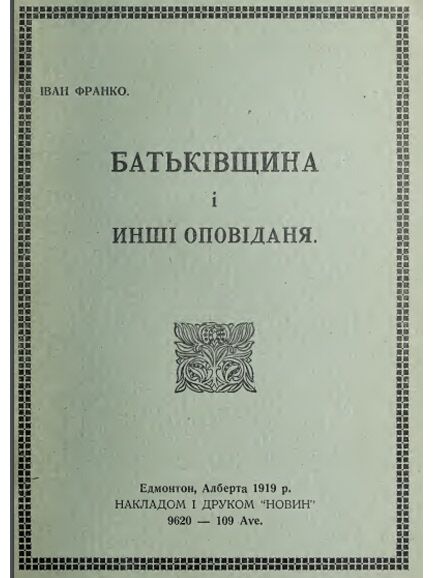 ІВАН ФРАНКО.
БАТЬКІВЩИНА
і
ИНШІ ОПОВІДАНЯ.
Едмонтон, Алберта 1919 р.
НАКЛАДОМ І ДРУКОМ "НОВИН"
9620 — 109 Ave.